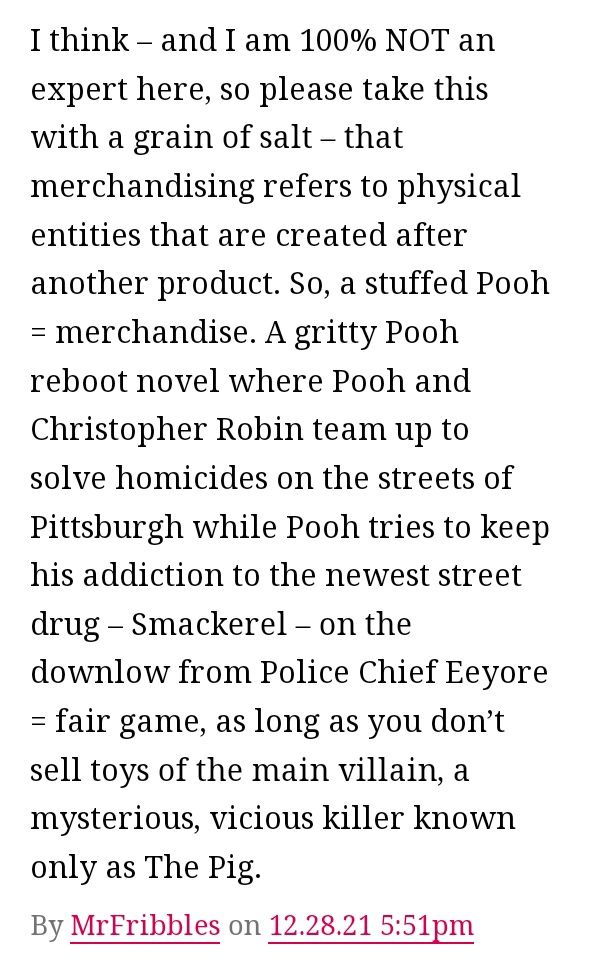 I think – and I am 100% NOT an
expert here, so please take this
with a grain of salt – that
merchandising refers to physical
entities that are created after
another product. So, a stuffed Pooh
= merchandise. A gritty Pooh
reboot novel where Pooh and
Christopher Robin team up to
solve homicides on the streets of
Pittsburgh while Pooh tries to keep
his addiction to the newest street
drug – Smackerel – on the
downlow from Police Chief Eeyore
= fair game, as long as you don’t
sell toys of the main villain, a
mysterious, vicious killer known
only as The Pig.
By MrFribbles on 12.28.21 5:51pm